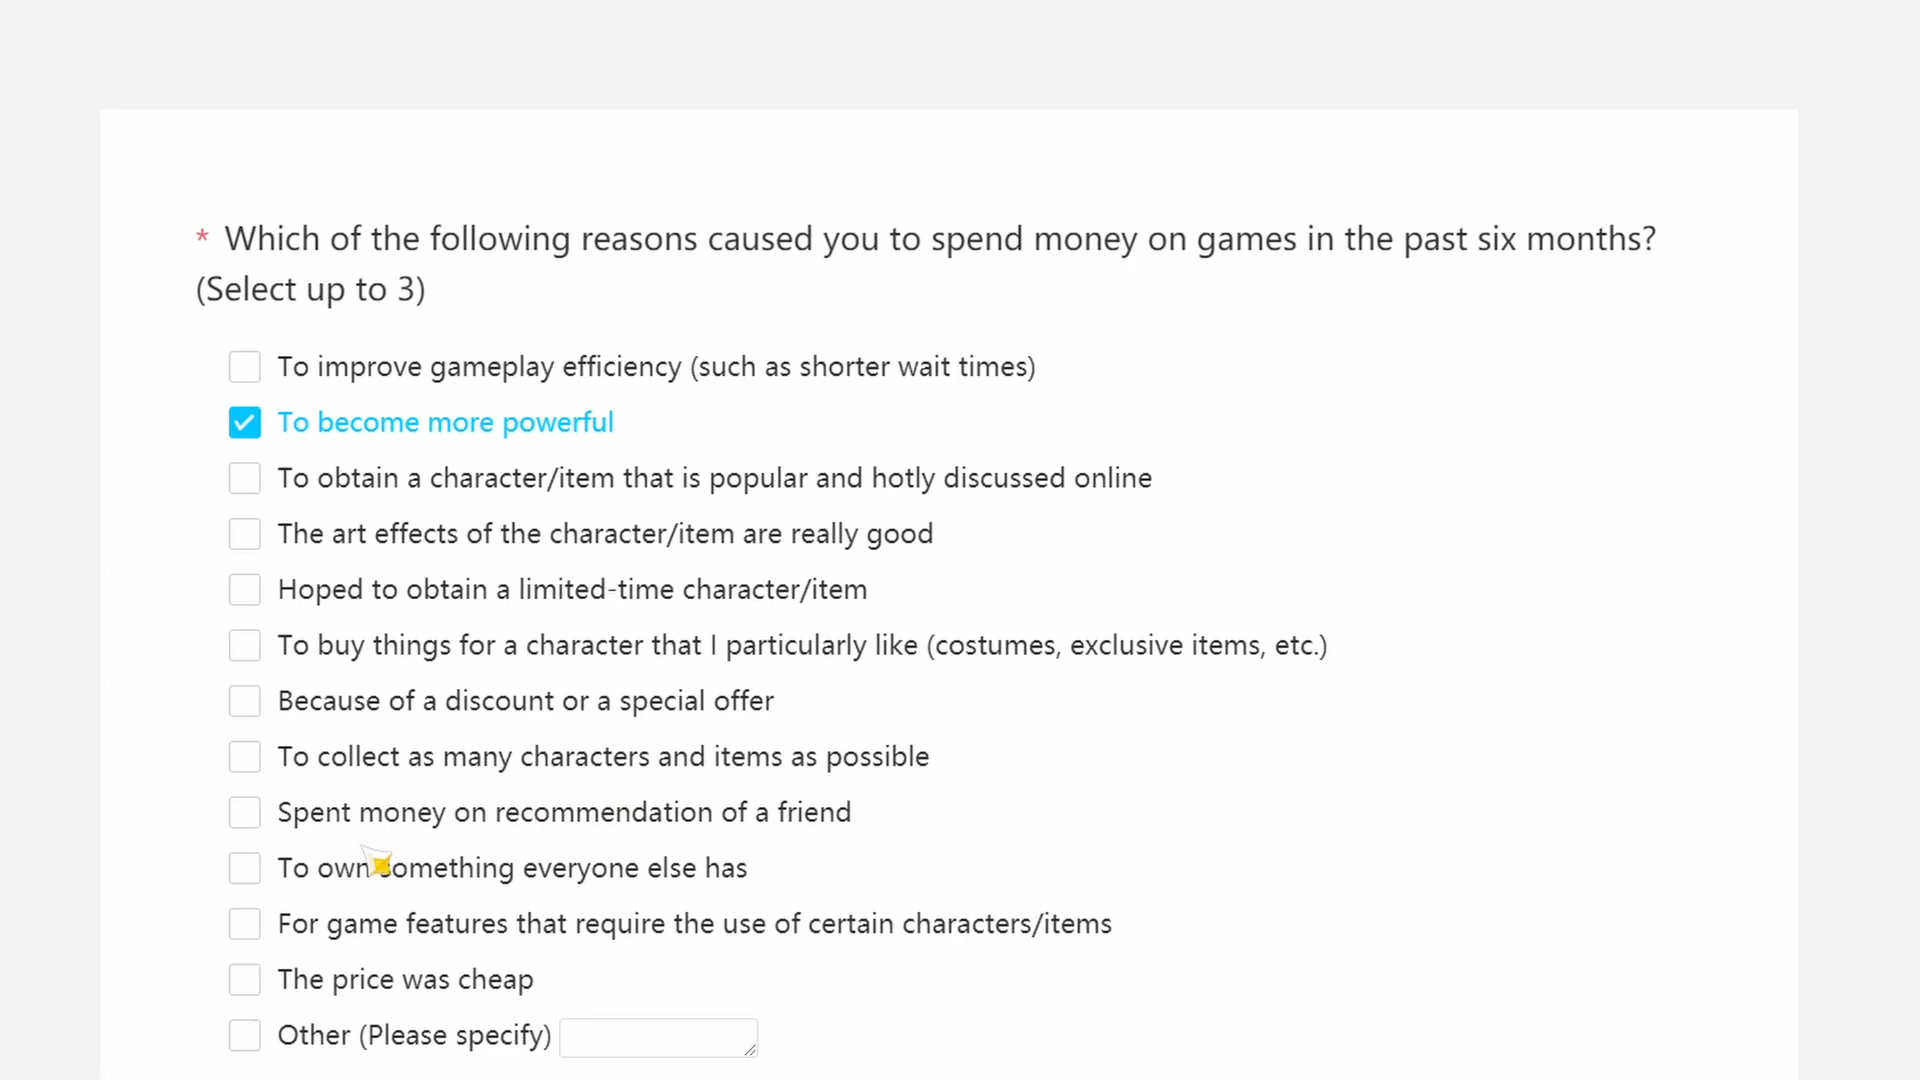 * Which of the following reasons caused you to spend money on games in the past six months?
(Select up to 3)
To improve gameplay efficiency (such as shorter wait times)
To become more powerful
To obtain a character/item that is popular and hotly discussed online
The art effects of the character/item are really good
Hoped to obtain a limited-time character/item
To buy things for a character that I particularly like (costumes, exclusive items, etc.)
Because of a discount or a special offer
To collect as many characters and items as possible
Spent money on recommendation of a friend
To own something everyone else has
For game features that require the use of certain characters/items
The price was cheap
Other (Please specify)